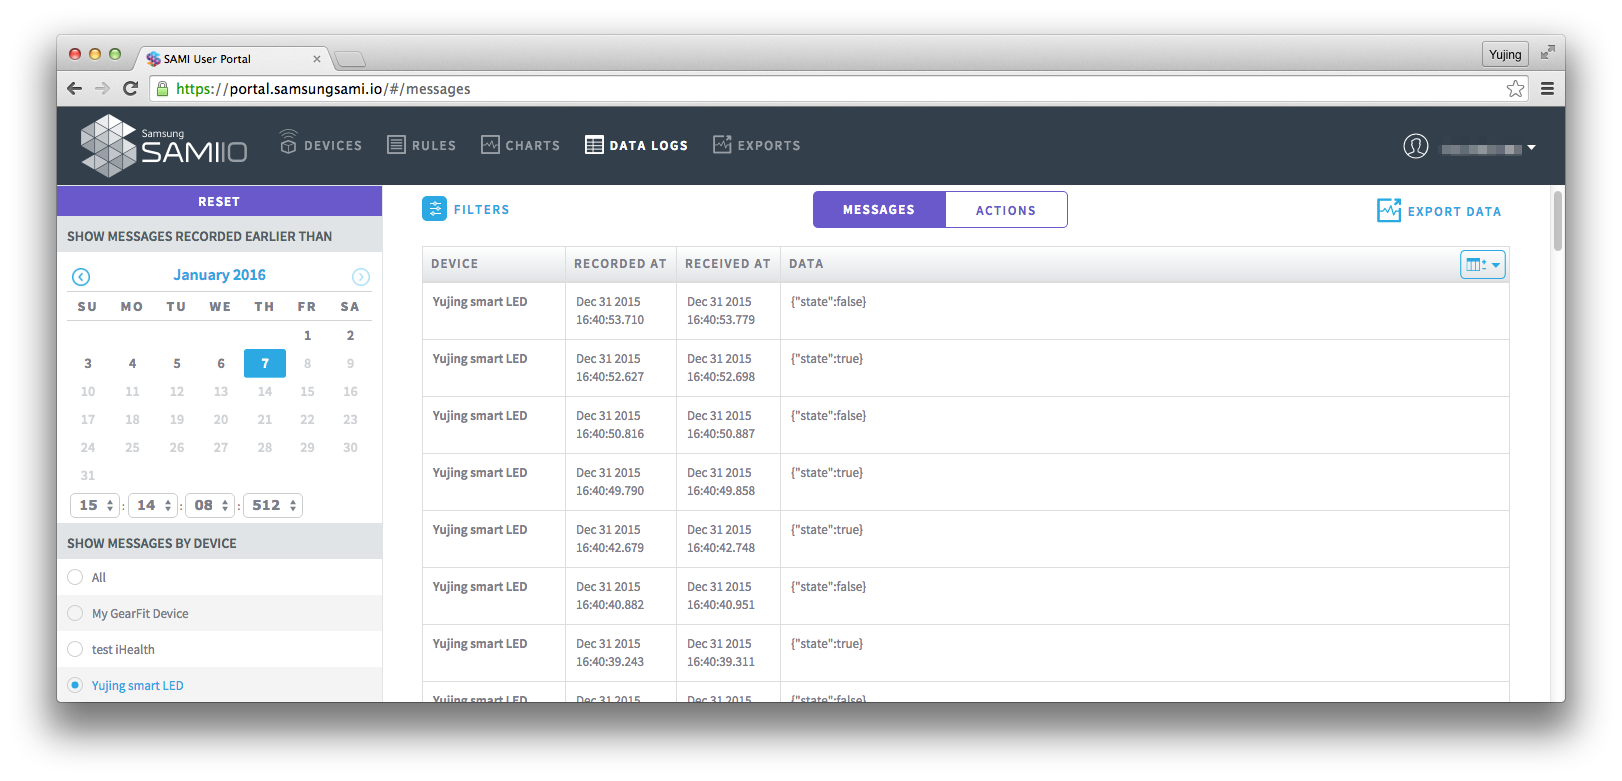 SAMI User Portal
Yujing
https://portal.samsungsami.io/#/messages
Samsung
SAMIIO
DEVICES
RULES
CHARTS
DATA LOGS
EXPORTS
RESET
SHOW MESSAGES RECORDED EARLIER THAN
January 2016
SU MO TU WE TH FR SA
1 2
3 4 5 6 7 8 9
10 11 12 13 14 15 16
17 18 19 20 21 22 23
24 25 26 27 28 29 30
31
15 : 14 : 08 : 512
SHOW MESSAGES BY DEVICE
All
My GearFit Device
test iHealth
Yujing smart LED
FILTERS
MESSAGES
ACTIONS
EXPORT DATA
DEVICE RECORDED AT RECEIVED AT DATA
Yujing smart LED Dec 31 2015 Dec 31 2015 {"state":false}
16:40:53.710 16:40:53.779
Yujing smart LED Dec 31 2015 Dec 31 2015 {"state":true}
16:40:52.627 16:40:52.698
Yujing smart LED Dec 31 2015 Dec 31 2015 {"state":false}
16:40:50.816 16:40:50.887
Yujing smart LED Dec 31 2015 Dec 31 2015 {"state":true}
16:40:49.790 16:40:49.858
Yujing smart LED Dec 31 2015 Dec 31 2015 {"state":true}
16:40:42.679 16:40:42.748
Yujing smart LED Dec 31 2015 Dec 31 2015 {"state":false}
16:40:40.882 16:40:40.951
Yujing smart LED Dec 31 2015 Dec 31 2015 {"state":true}
16:40:39.243 16:40:39.311
Yujing smart LED Dec 31 2015 Dec 31 2015 {"state":false}